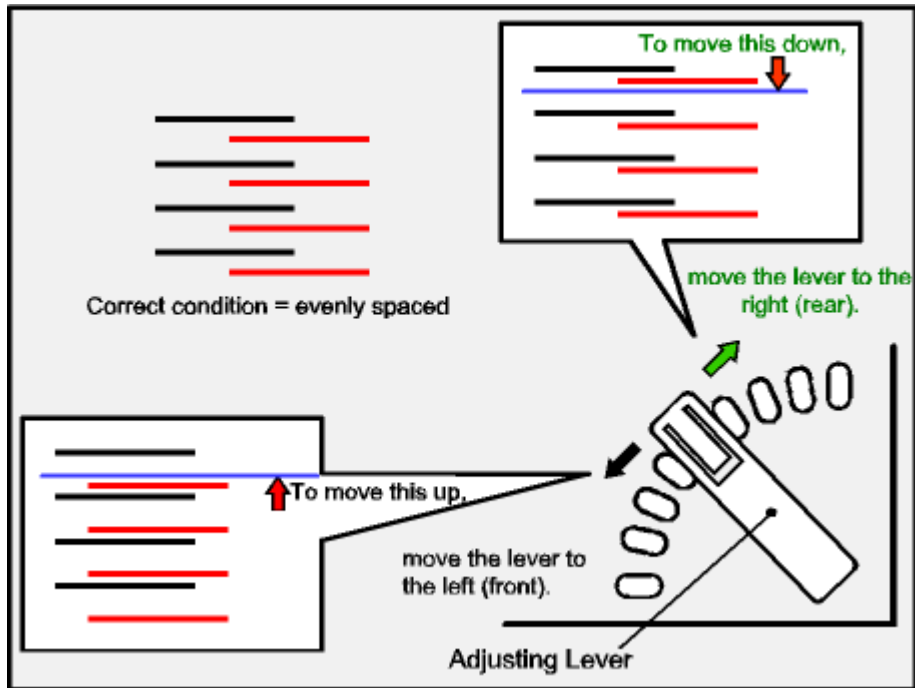 To move this down,
move the lever to the
right (rear).
Correct condition = evenly spaced
To move this up,
move the lever to
the left (front).
Adjusting Lever